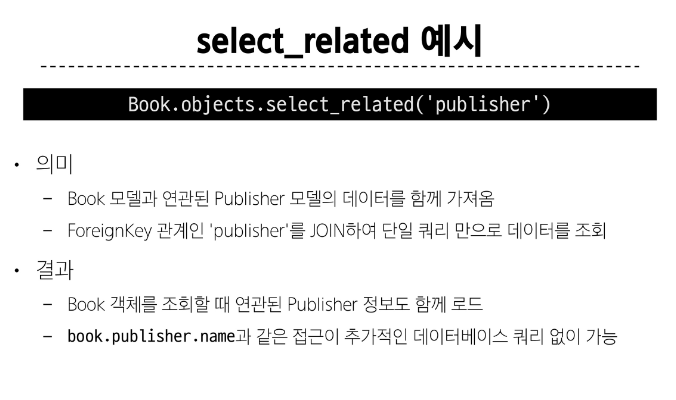 select_related 예시
Book.objects.select_related('publisher')
• 의미
– Book 모델과 연관된 Publisher 모델의 데이터를 함께 가져옴
– ForeignKey 관계인 'publisher'를 JOIN하여 단일 쿼리 만으로 데이터를 조회
• 결과
– Book 객체를 조회할 때 연관된 Publisher 정보도 함께 로드
– book.publisher.name과 같은 접근이 추가적인 데이터베이스 쿼리 없이 가능